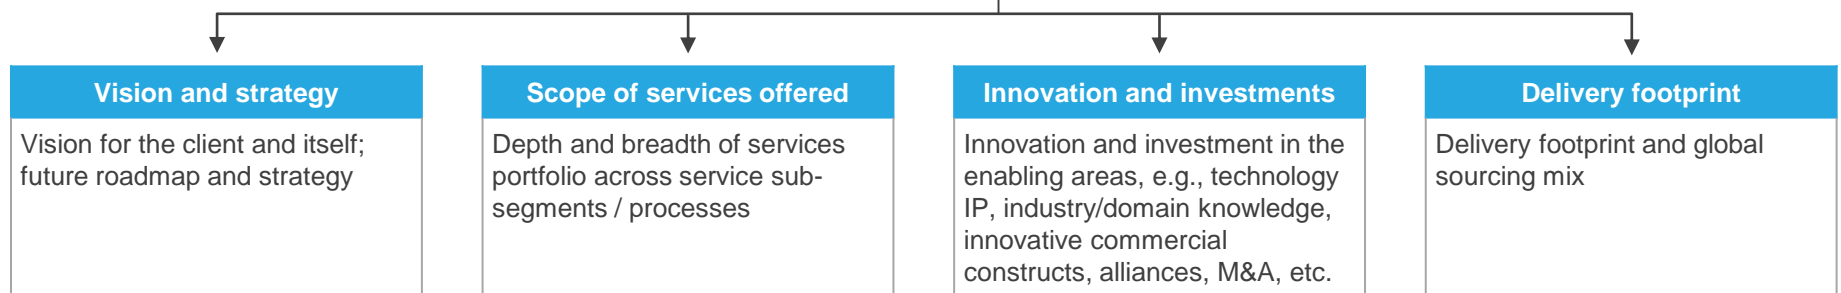 Vision and strategy
Vision for the client and itself;
future roadmap and strategy
Scope of services offered
Depth and breadth of services
portfolio across service sub-
segments / processes
Innovation and investments
Innovation and investment in the
enabling areas, e.g., technology
IP, industry/domain knowledge,
innovative commercial
constructs, alliances, M&A, etc.
Delivery footprint
Delivery footprint and global
sourcing mix